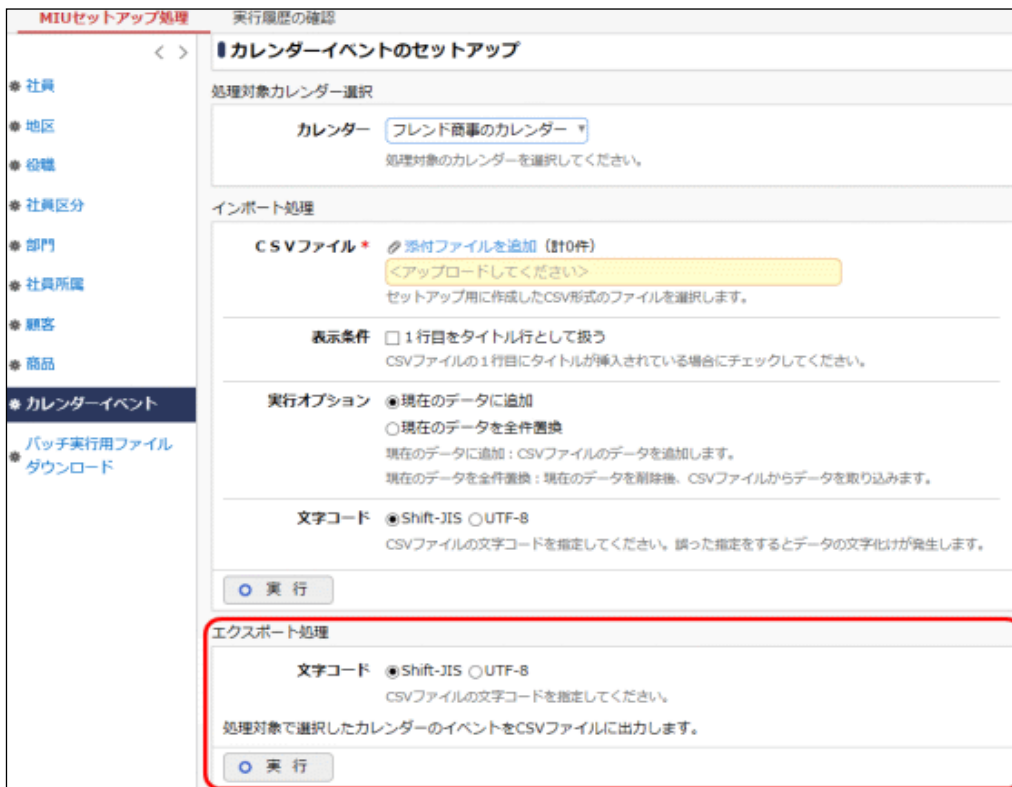 MIUセットアップ処理 実行履歴の確認
< >
カレンダーイベントのセットアップ
社員
地区
役職
社員区分
部門
社員所属
顧客
商品
カレンダーイベント
バッチ実行用ファイル
ダウンロード
処理対象カレンダー選択
カレンダー フレンド商事のカレンダー
処理対象のカレンダーを選択してください。
インポート処理
CSVファイル * 添付ファイルを追加 (計0件)
<アップロードしてください>
セットアップ用に作成したCSV形式のファイルを選択します。
表示条件 1行目をタイトル行として扱う
CSVファイルの1行目にタイトルが挿入されている場合にチェックしてください。
実行オプション 現在のデータに追加
現在のデータを全件置換
現在のデータに追加：CSVファイルのデータを追加します。
現在のデータを全件置換：現在のデータを削除後、CSVファイルからデータを取り込みます。
文字コード Shift-JIS UTF-8
CSVファイルの文字コードを指定してください。誤った指定をするとデータの文字化けが発生します。
実 行
エクスポート処理
文字コード Shift-JIS UTF-8
CSVファイルの文字コードを指定してください。
処理対象で選択したカレンダーのイベントをCSVファイルに出力します。
実 行